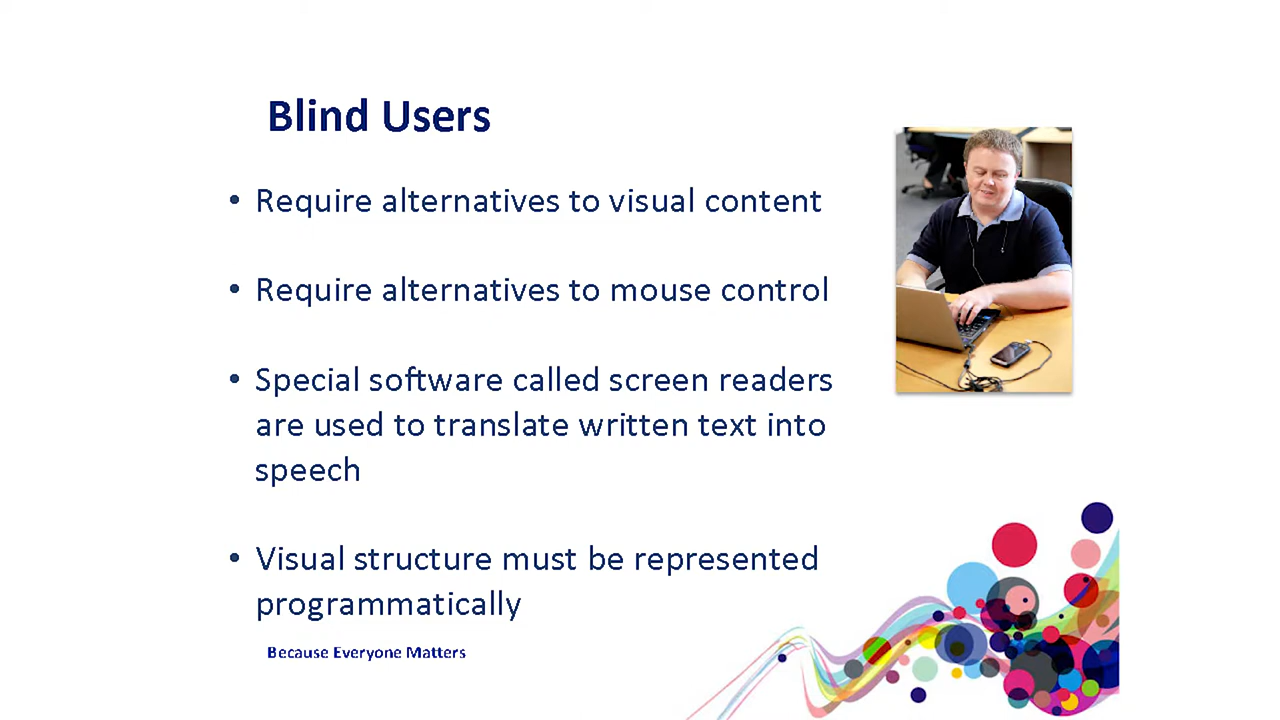 Blind Users
• Require alternatives to visual content
• Require alternatives to mouse control
• Special software called screen readers
are used to translate written text into
speech
• Visual structure must be represented
programmatically
Because Everyone Matters